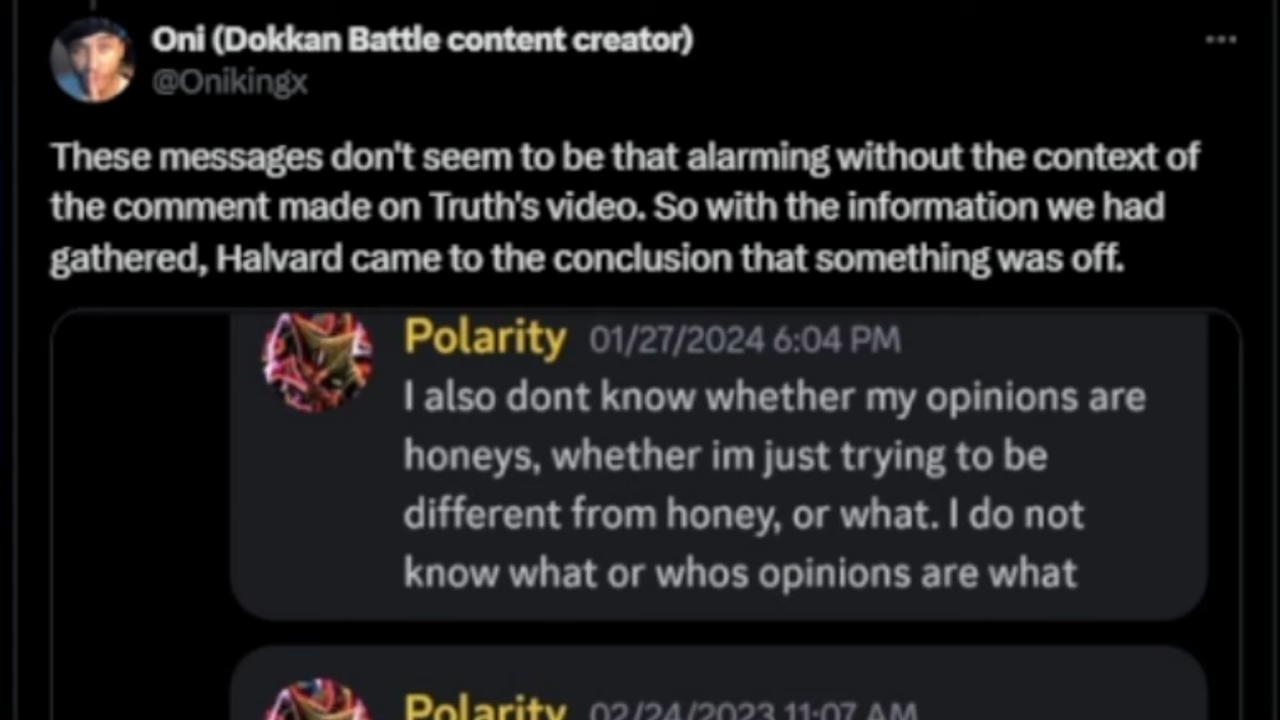 Oni (Dokkan Battle content creator)
@Onikingx
These messages don't seem to be that alarming without the context of
the comment made on Truth's video. So with the information we had
gathered, Halvard came to the conclusion that something was off.
Polarity 01/27/2024 6:04 PM
I also dont know whether my opinions are
honeys, whether im just trying to be
different from honey, or what. I do not
know what or whos opinions are what
Polarity 02/24/2023 11:07 AM